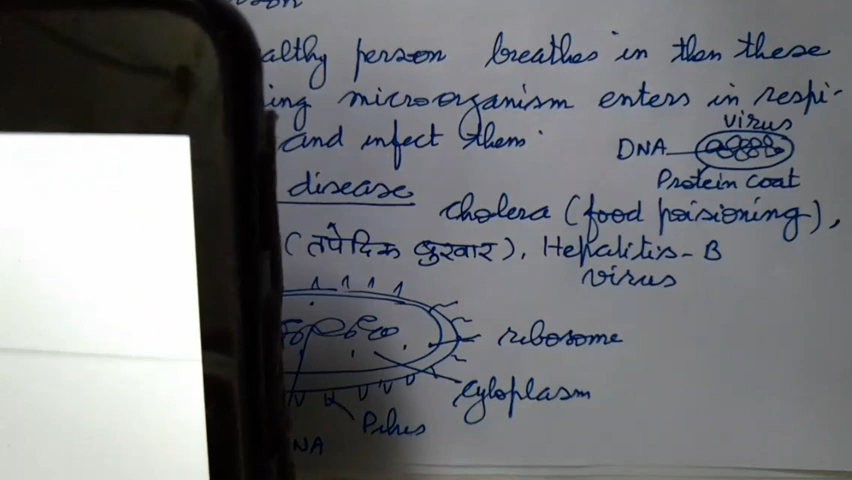 althy person breathes in then these
ing microorganism enters in respi-
and infect them.
virus
DNA
Protein coat
disease
cholera (food poisioning),
(तपेदिक बुखार), Hepatitis-B
virus
ribosome
cytoplasm
Pilus
NA